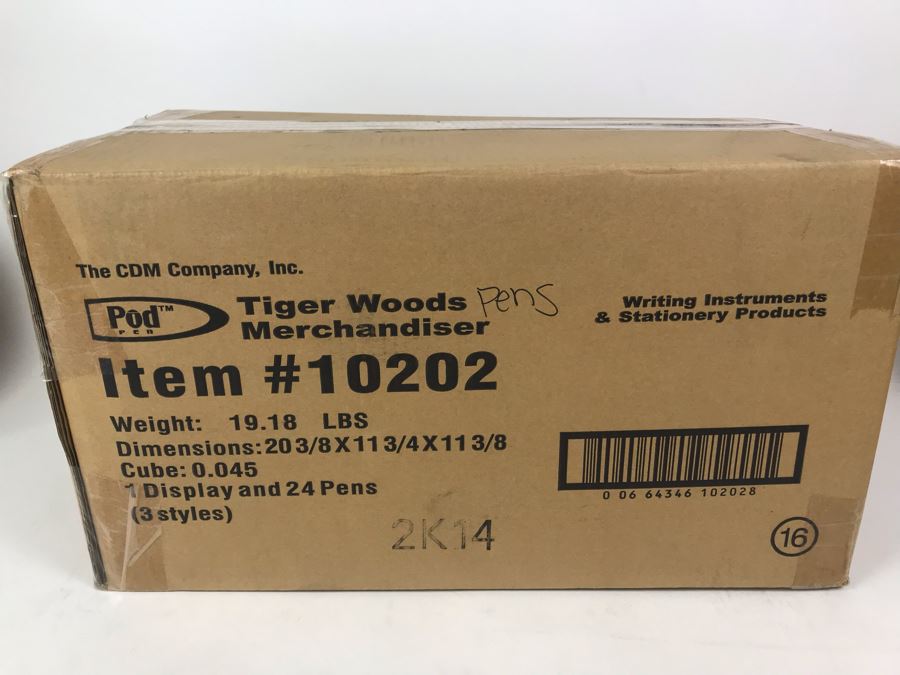 The CDM Company, Inc.
Pod™
PEN
Tiger Woods Pens
Merchandiser
Writing Instruments
& Stationery Products
Item #10202
Weight: 19.18 LBS
Dimensions: 20 3/8 X 11 3/4 X 11 3/8
Cube: 0.045
1 Display and 24 Pens
(3 styles)
0 06 64346 102028
2K14
16